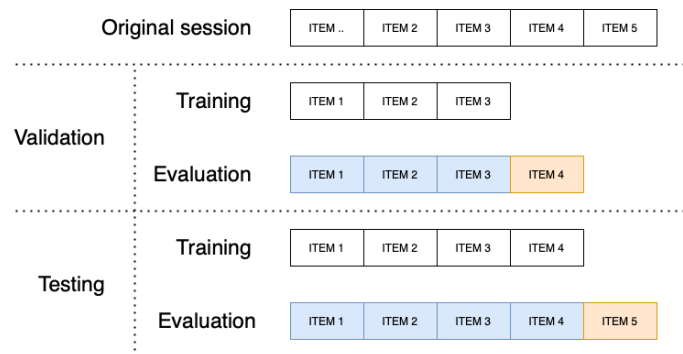 Original session ITEM .. ITEM 2 ITEM 3 ITEM 4 ITEM 5
Training ITEM 1 ITEM 2 ITEM 3
Validation
Evaluation ITEM 1 ITEM 2 ITEM 3 ITEM 4
Training ITEM 1 ITEM 2 ITEM 3 ITEM 4
Testing
Evaluation ITEM 1 ITEM 2 ITEM 3 ITEM 4 ITEM 5